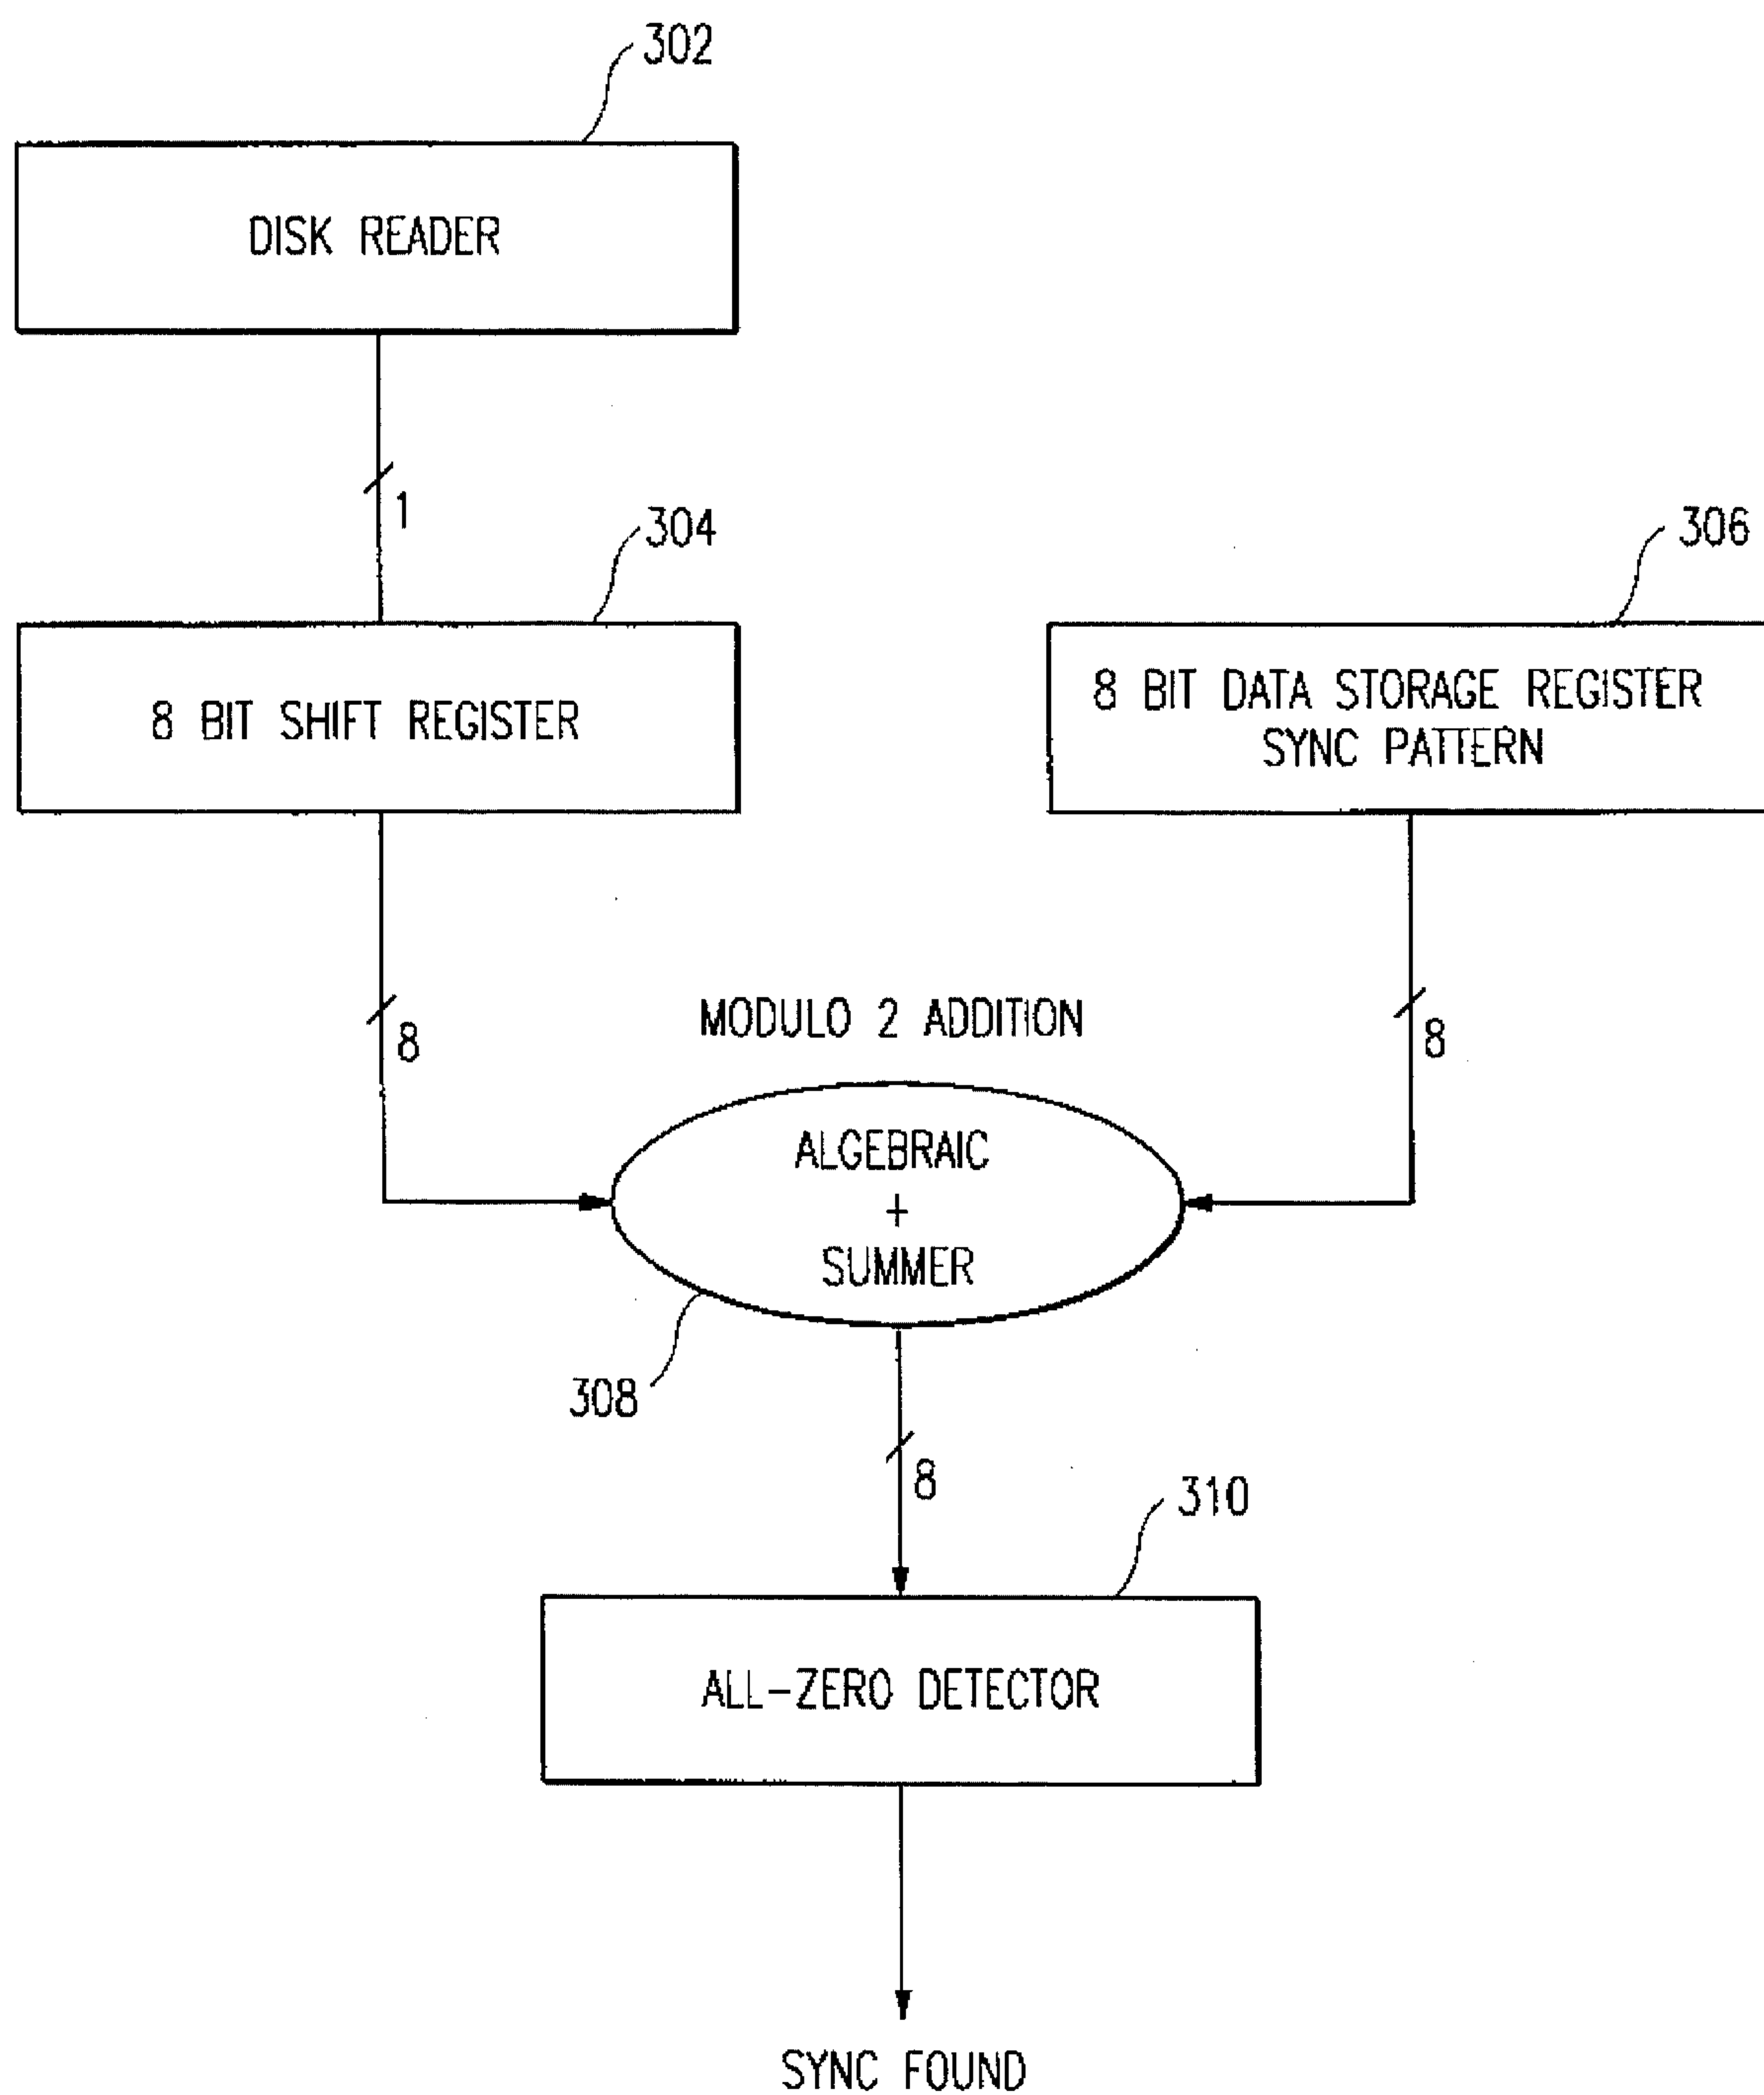 302
DISK READER
1
304
306
8 BIT SHIFT REGISTER
8 BIT DATA STORAGE REGISTER
SYNC PATTERN
8
MODULO 2 ADDITION
8
ALGEBRAIC
+
SUMMER
308
8
310
ALL-ZERO DETECTOR
SYNC FOUND